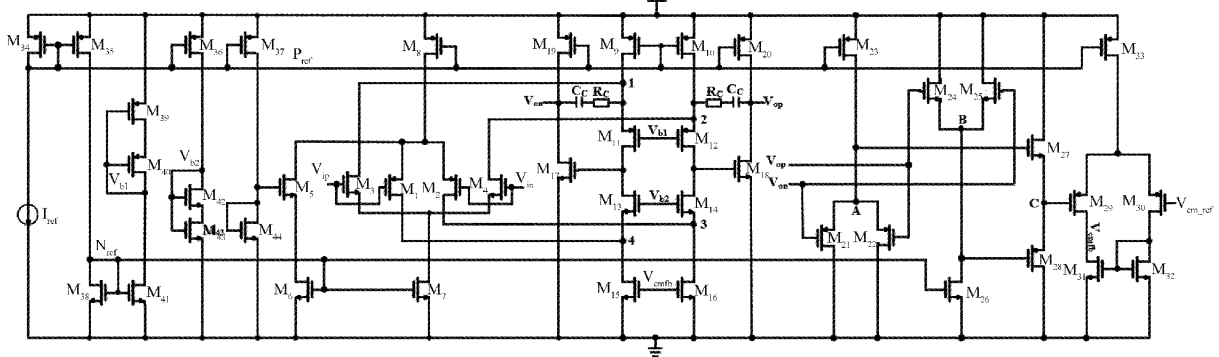 M34 M35 M36 M37 M8 M19 M9 M10 M20 M23 M33
Pref
1
Von CC RC RC CC Vop
M24 M25
M39
2
B
M11 Vb1 M12
M27
M40
Vb2
Vip
Vin
Vop
M17
M18
Vb1
M5 M3 M1 M2 M4
Von
M42
A
C
M29 M30 Vcm_ref
Iref
M13 Vb2 M14
M43
M44
3
4
M21 M22
Vcmfb
Nref
M28
M31 M32
M38 M41
M6 M7
M15 Vcmfb M16
M26